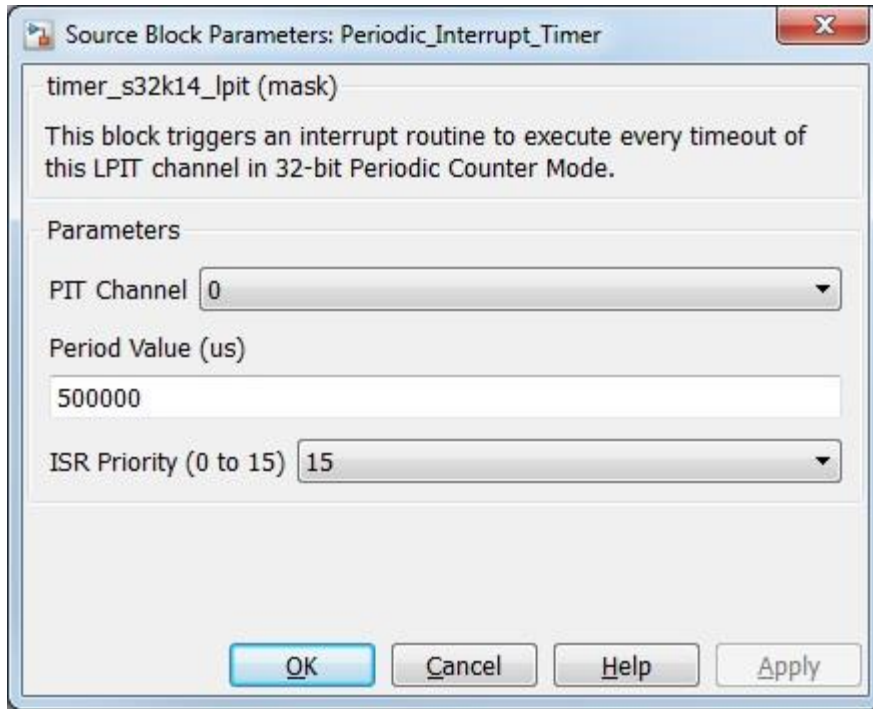 Source Block Parameters: Periodic_Interrupt_Timer
timer_s32k14_lpit (mask)
This block triggers an interrupt routine to execute every timeout of
this LPIT channel in 32-bit Periodic Counter Mode.
Parameters
PIT Channel 0
Period Value (us)
500000
ISR Priority (0 to 15) 15
OK Cancel Help Apply